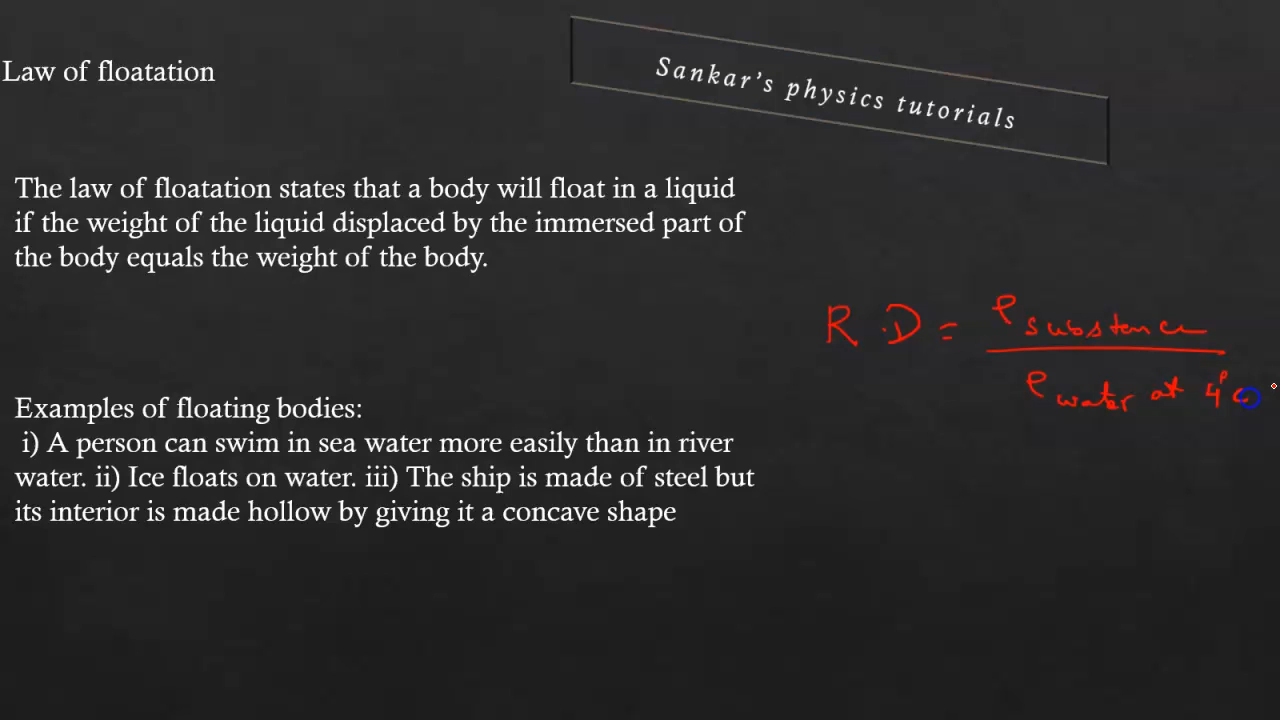 Law of floatation
Sankar's physics tutorials
The law of floatation states that a body will float in a liquid
if the weight of the liquid displaced by the immersed part of
the body equals the weight of the body.
R.D = ρ substance
ρ water at 4°C
Examples of floating bodies:
i) A person can swim in sea water more easily than in river
water. ii) Ice floats on water. iii) The ship is made of steel but
its interior is made hollow by giving it a concave shape